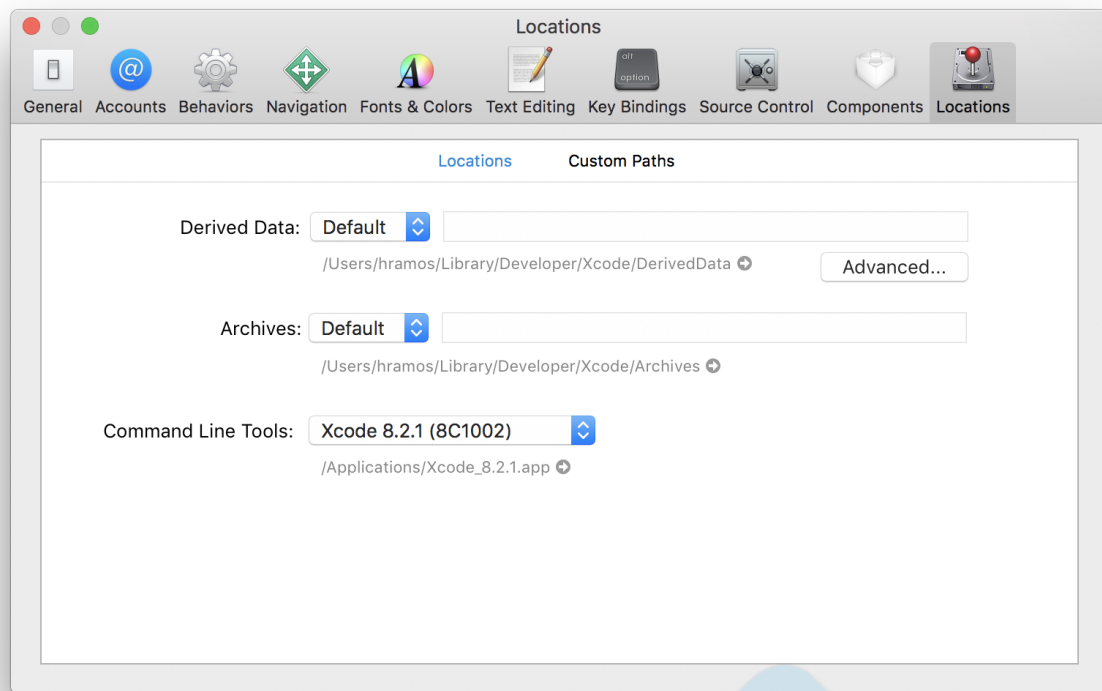 Locations
alt
option
General Accounts Behaviors Navigation Fonts & Colors Text Editing Key Bindings Source Control Components Locations
Locations Custom Paths
Derived Data: Default
/Users/hramos/Library/Developer/Xcode/DerivedData
Advanced...
Archives: Default
/Users/hramos/Library/Developer/Xcode/Archives
Command Line Tools: Xcode 8.2.1 (8C1002)
/Applications/Xcode_8.2.1.app